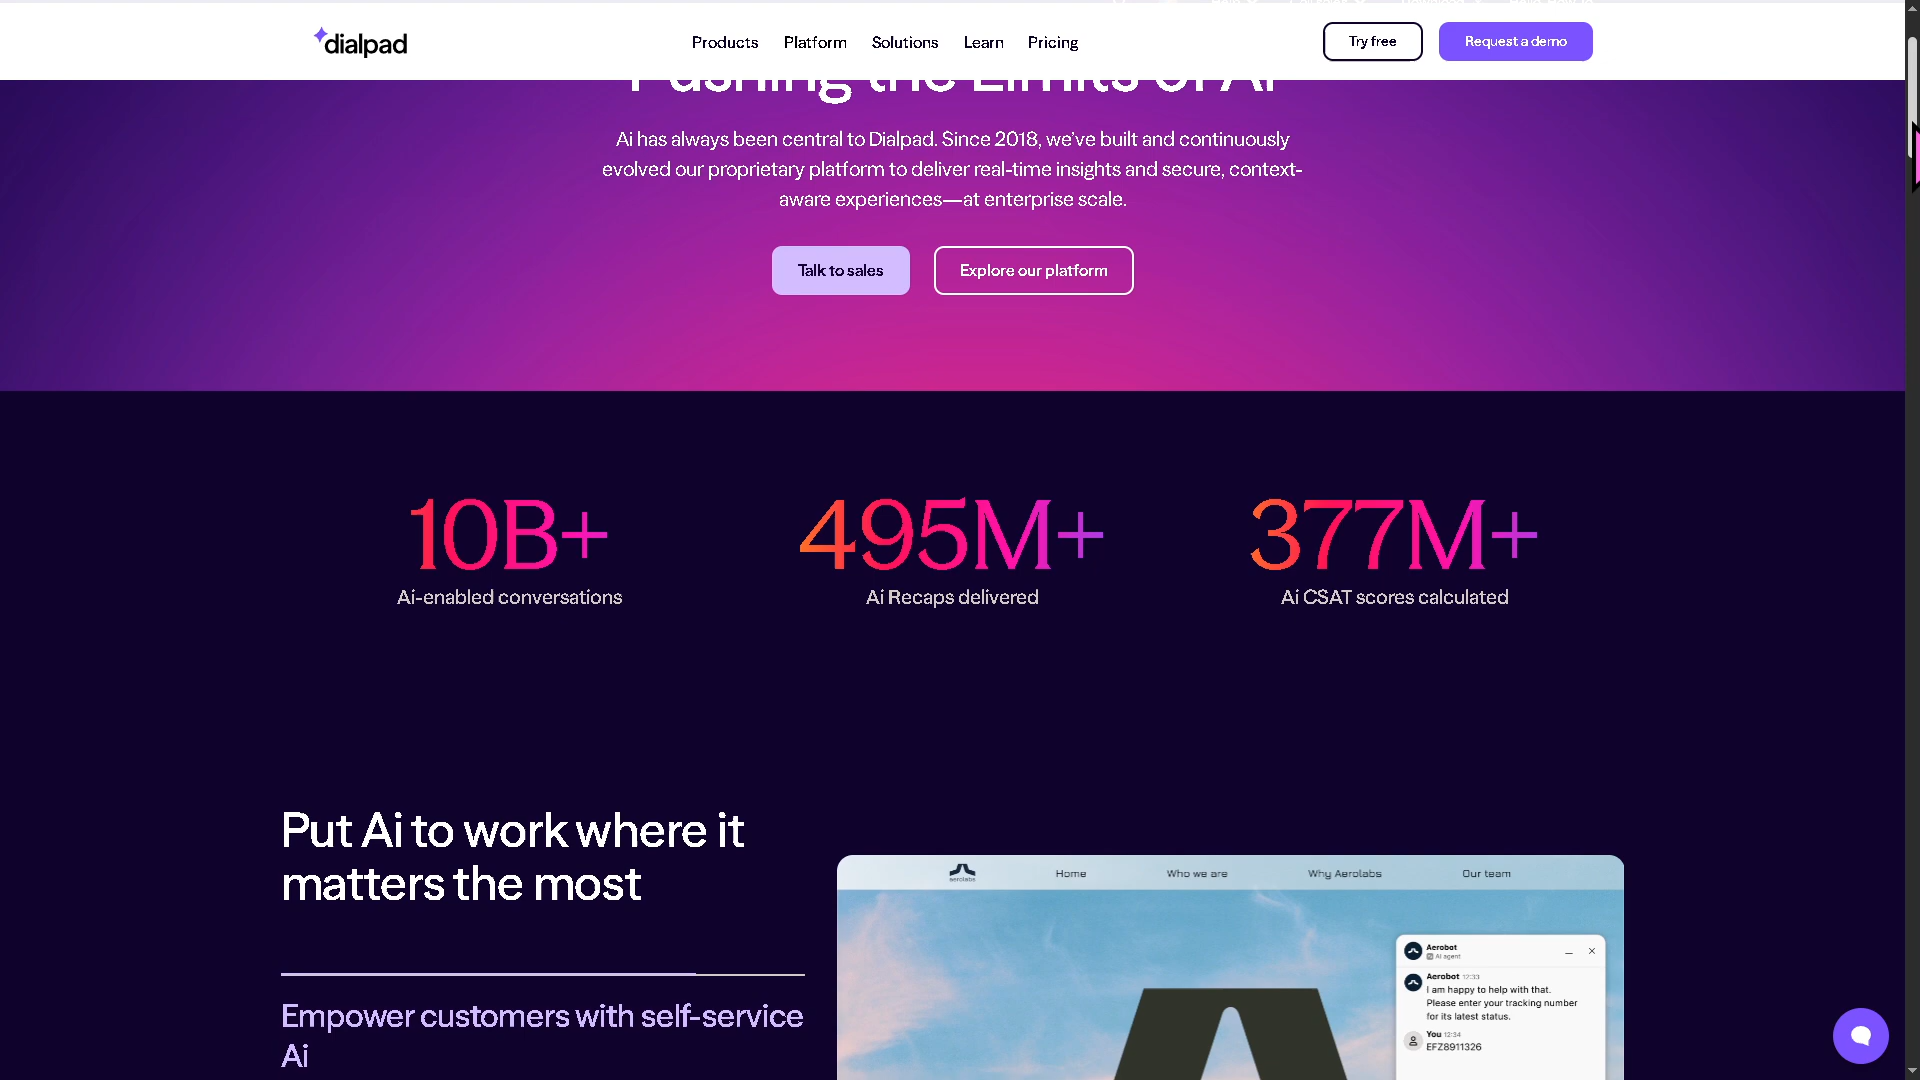 dialpad
Products Platform Solutions Learn Pricing
Try free
Request a demo
Pushing the Limits of Ai
Ai has always been central to Dialpad. Since 2018, we’ve built and continuously
evolved our proprietary platform to deliver real-time insights and secure, context-
aware experiences—at enterprise scale.
Talk to sales
Explore our platform
10B+
Ai-enabled conversations
495M+
Ai Recaps delivered
377M+
Ai CSAT scores calculated
Put Ai to work where it
matters the most
Empower customers with self-service
Ai
aerolabs
Home Who we are Why Aerolabs Our team
Aerobot
Ai agent
Aerobot 12:33
I am happy to help with that.
Please enter your tracking number
for its latest status.
You 12:34
EFZ8911326